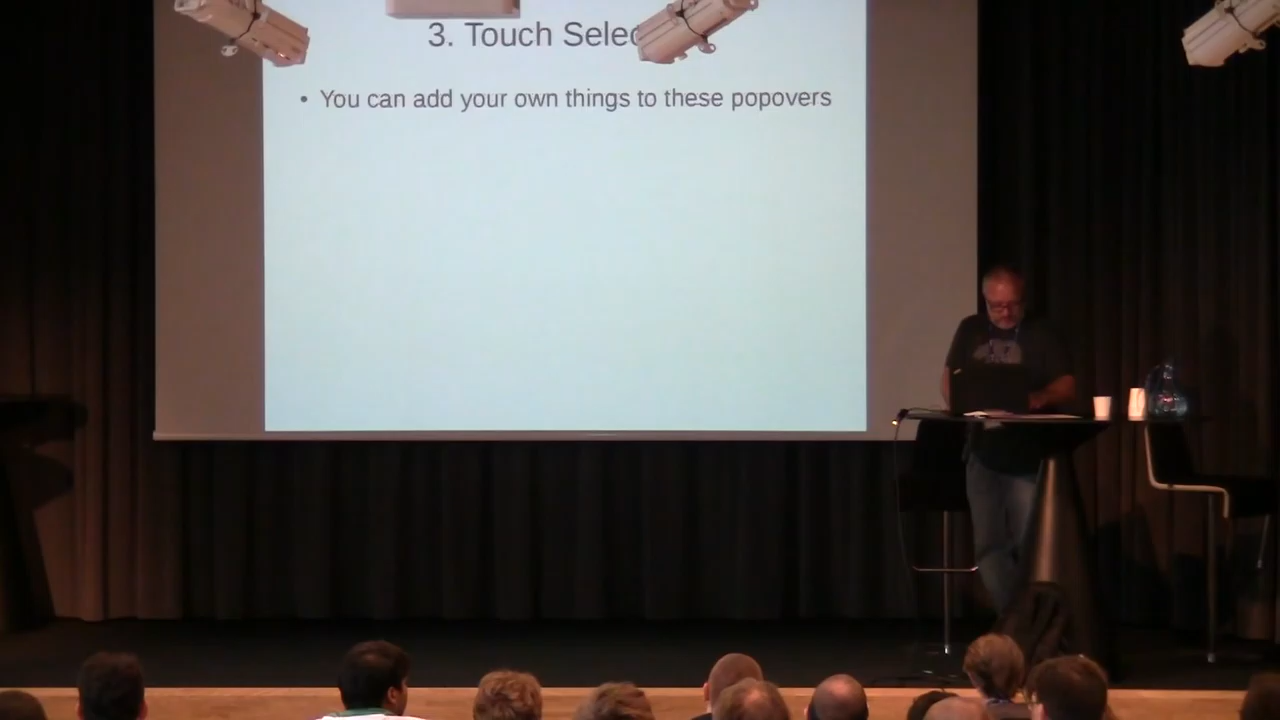 3. Touch Selec
• You can add your own things to these popovers